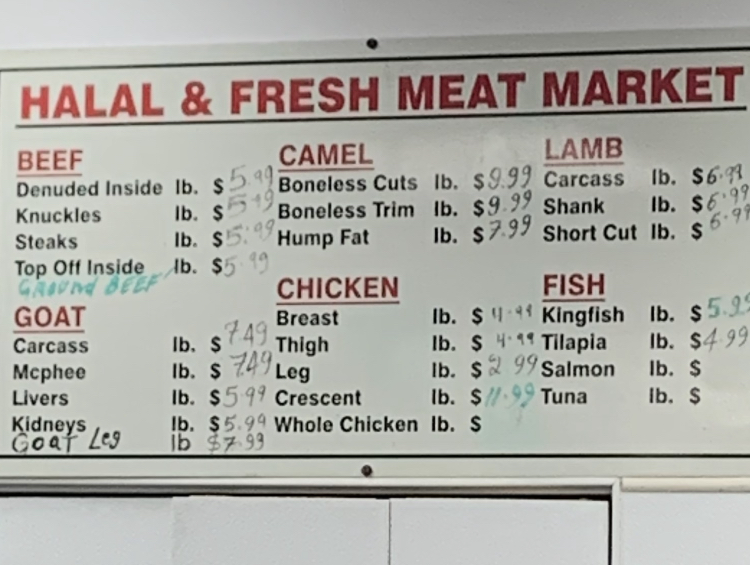 HALAL & FRESH MEAT MARKET
BEEF
Denuded Inside lb. $5.99
Knuckles lb. $5.99
Steaks lb. $5.99
Top Off Inside lb. $5.99
GROUND BEEF
GOAT
Carcass lb. $7.49
Mcphee lb. $7.49
Livers lb. $5.99
Kidneys lb. $5.99
Goat Leg lb $7.99
CAMEL
Boneless Cuts lb. $9.99
Boneless Trim lb. $9.99
Hump Fat lb. $7.99
CHICKEN
Breast lb. $4.99
Thigh lb. $4.99
Leg lb. $2.99
Crescent lb. $11.99
Whole Chicken lb. $
LAMB
Carcass lb. $6.99
Shank lb. $6.99
Short Cut lb. $6.99
FISH
Kingfish lb. $5.99
Tilapia lb. $4.99
Salmon lb. $
Tuna lb. $